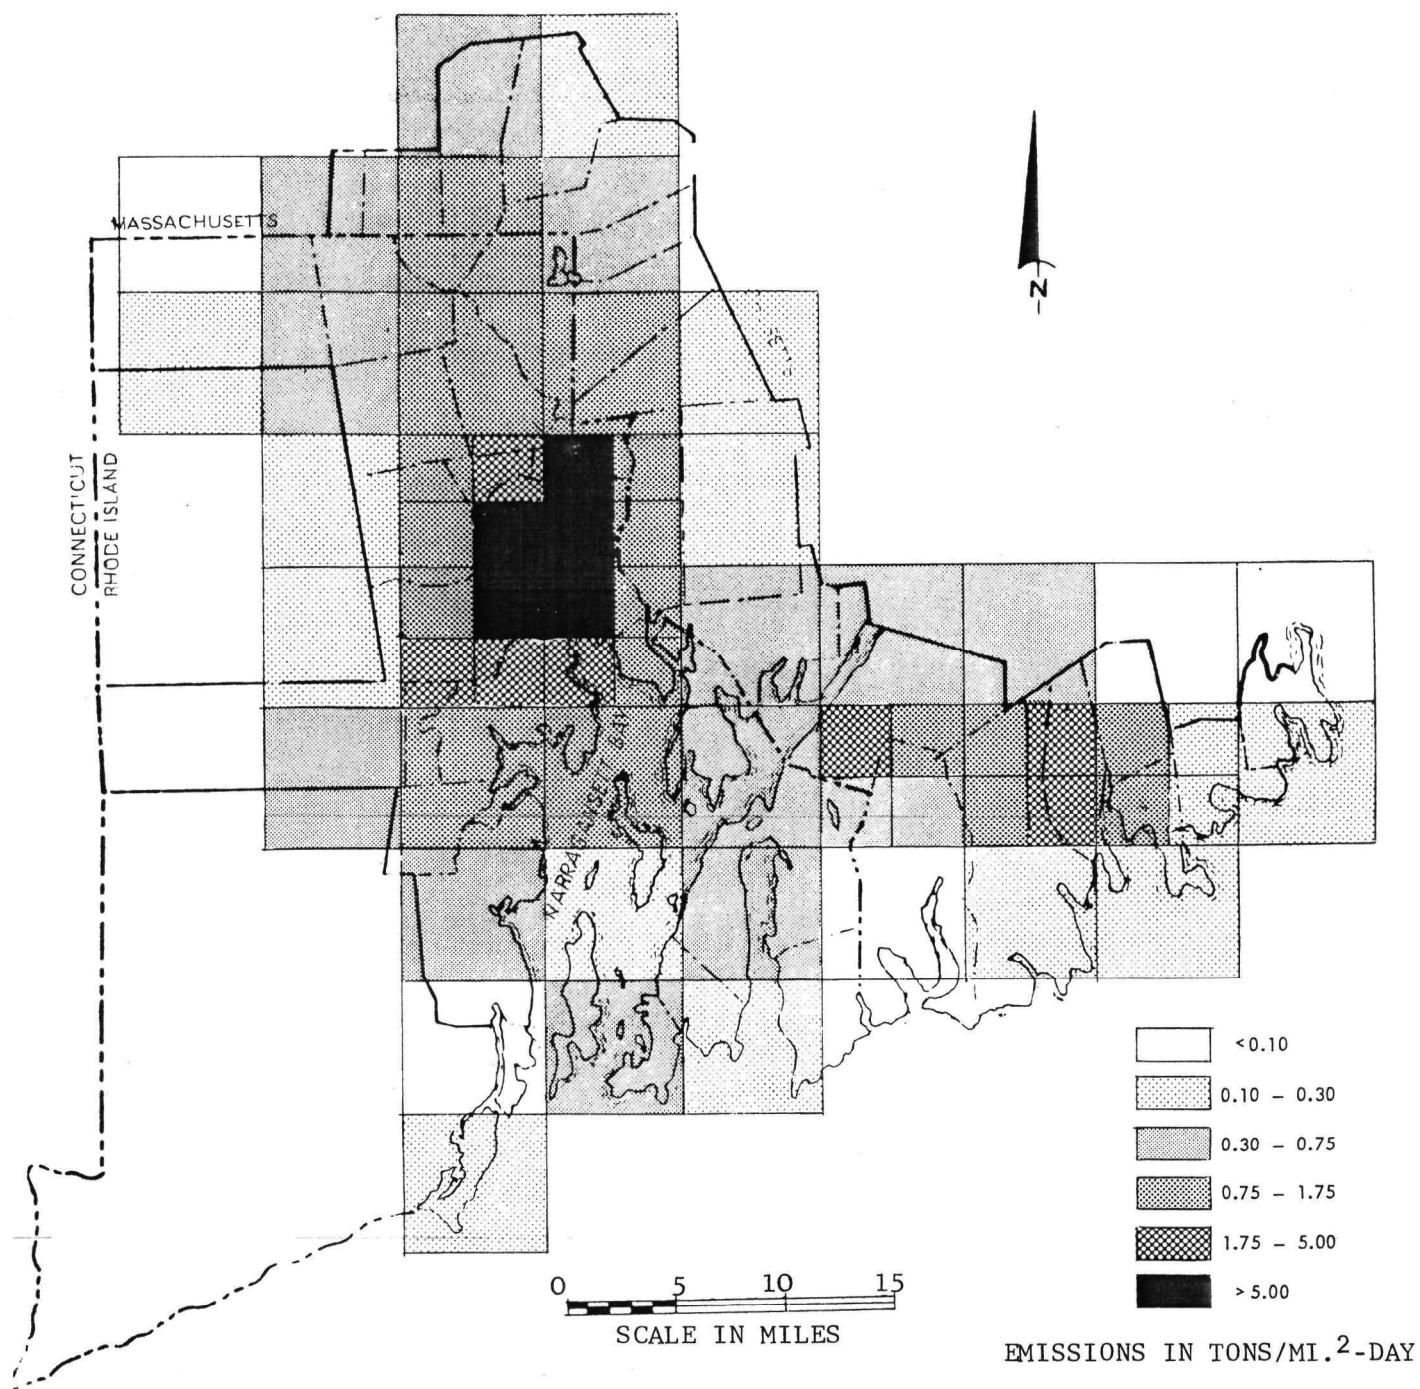 MASSACHUSETTS
N
CONNECTICUT
RHODE ISLAND
NARRAGANSET BAY
<0.10
0.10 – 0.30
0.30 – 0.75
0.75 – 1.75
1.75 – 5.00
> 5.00
0 5 10 15
SCALE IN MILES
EMISSIONS IN TONS/MI.²-DAY